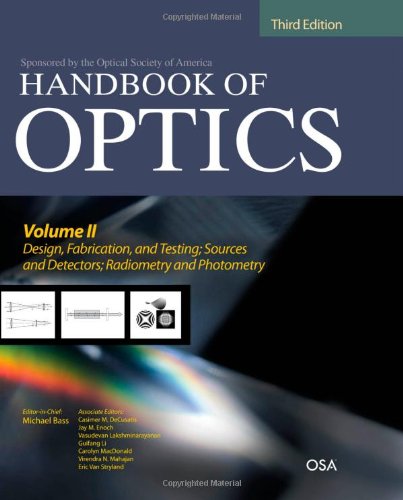 Copyrighted Material
Third Edition
Sponsored by the Optical Society of America
HANDBOOK OF
OPTICS
Volume II
Design, Fabrication, and Testing; Sources
and Detectors; Radiometry and Photometry
Editor-in-Chief:
Michael Bass
Associate Editors:
Casimer M. DeCusatis
Jay M. Enoch
Vasudevan Lakshminarayanan
Guifang Li
Carolyn MacDonald
Virendra N. Mahajan
Eric Van Stryland
OSA
Copyrighted Material